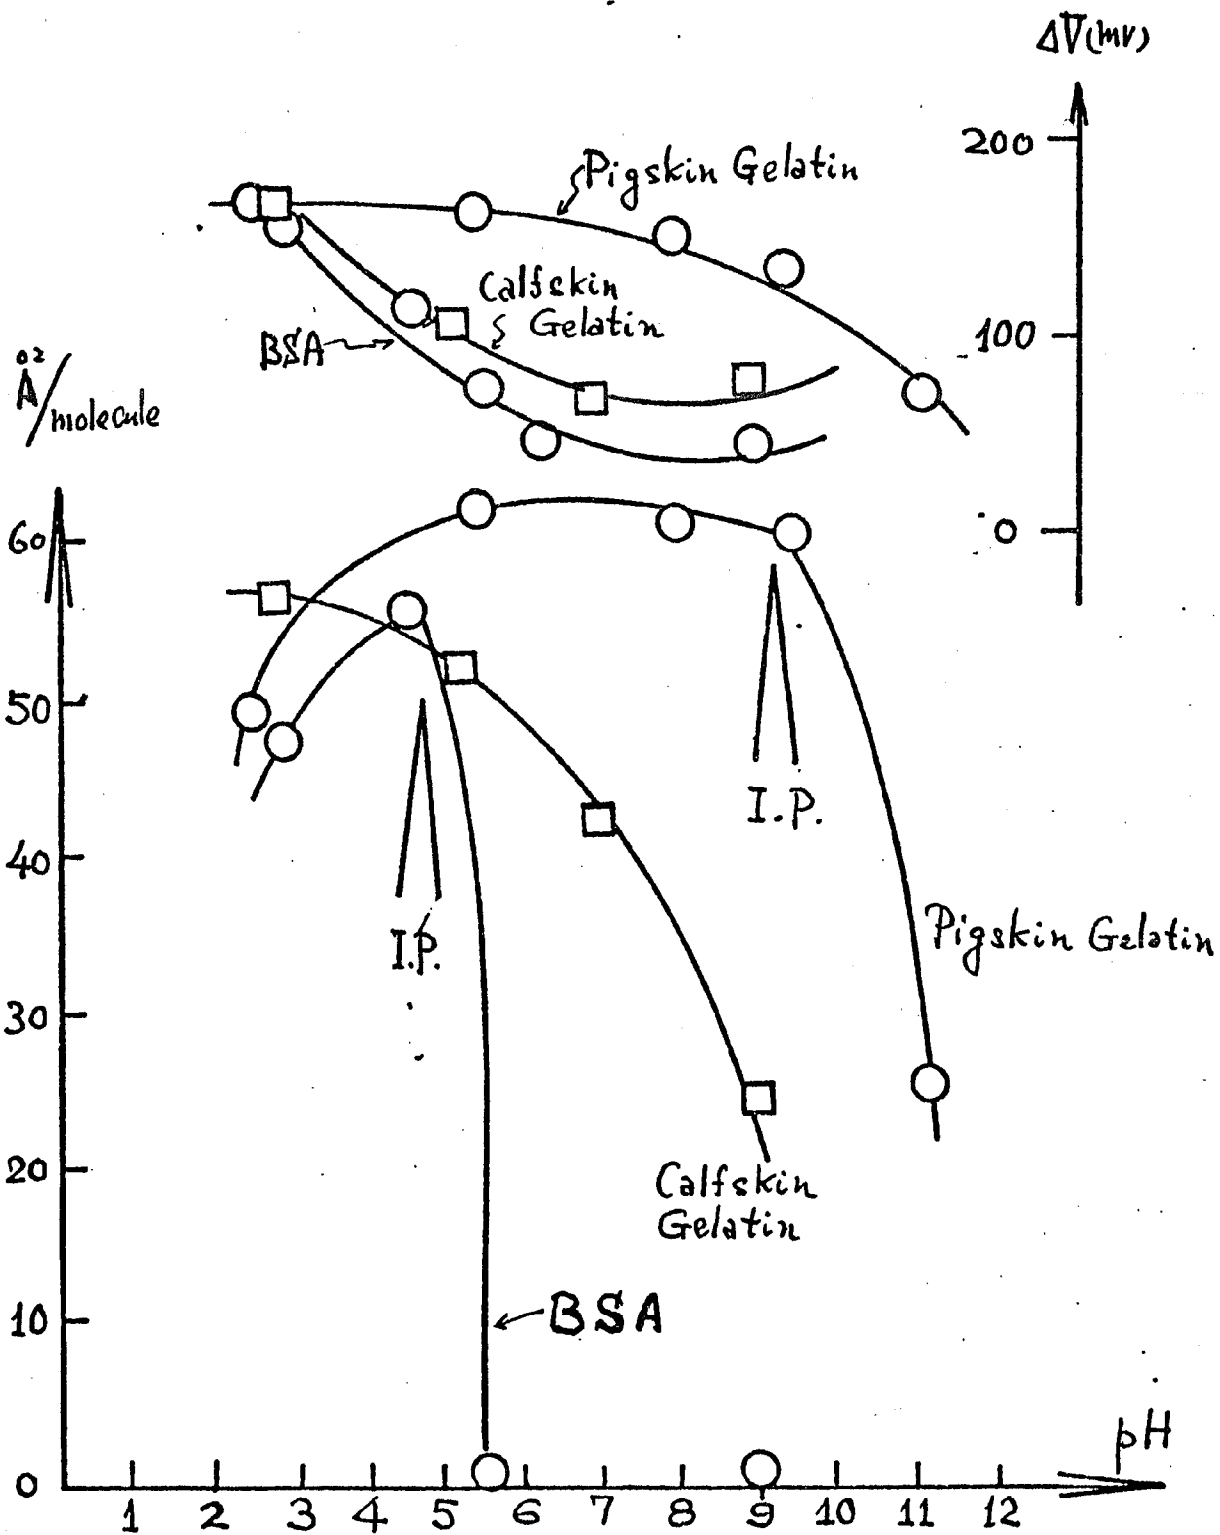 ΔV(mv)
200
Pigskin Gelatin
Calfskin
Gelatin
BSA
100
Å²/molecule
0
60
50
I.P.
40
Pigskin Gelatin
I.P.
30
20
Calfskin
Gelatin
10
BSA
pH
0
1 2 3 4 5 6 7 8 9 10 11 12